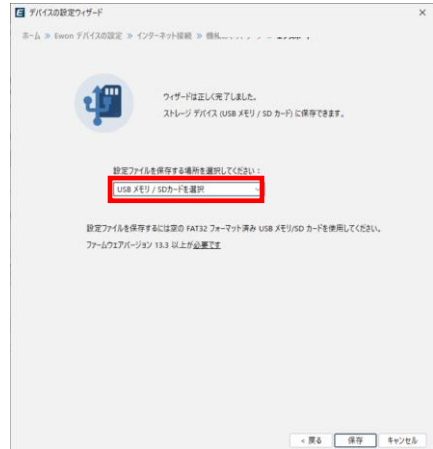 デバイスの設定ウィザード
ホーム » Ewon デバイスの設定 » インターネット接続 »
ウィザードは正しく完了しました。
ストレージ デバイス (USB メモリ / SD カード) に保存できます。
設定ファイルを保存する場所を選択してください :
USB メモリ / SDカードを選択
設定ファイルを保存するには空の FAT32 フォーマット済み USB メモリ/SD カードを使用してください。
ファームウェアバージョン 13.3 以上が必要です
< 戻る 保存 キャンセル